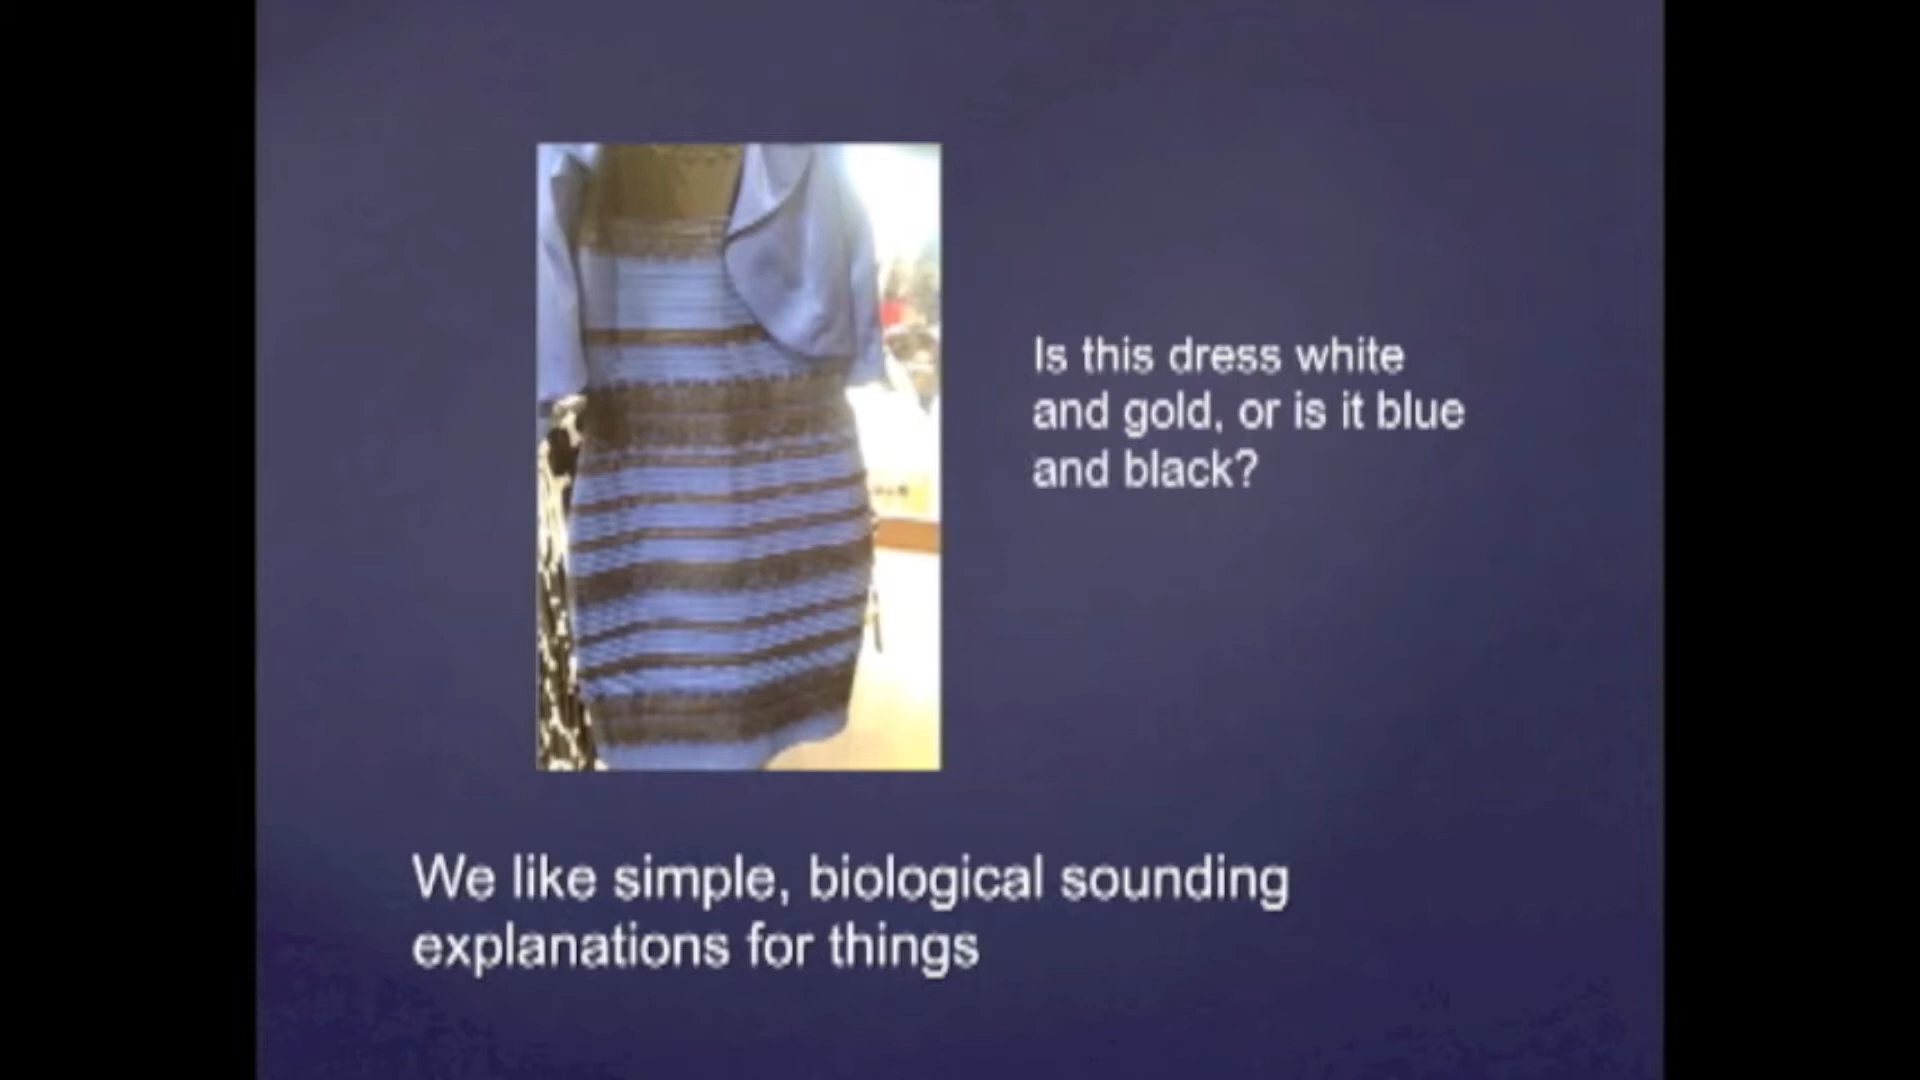 Is this dress white
and gold, or is it blue
and black?
We like simple, biological sounding
explanations for things